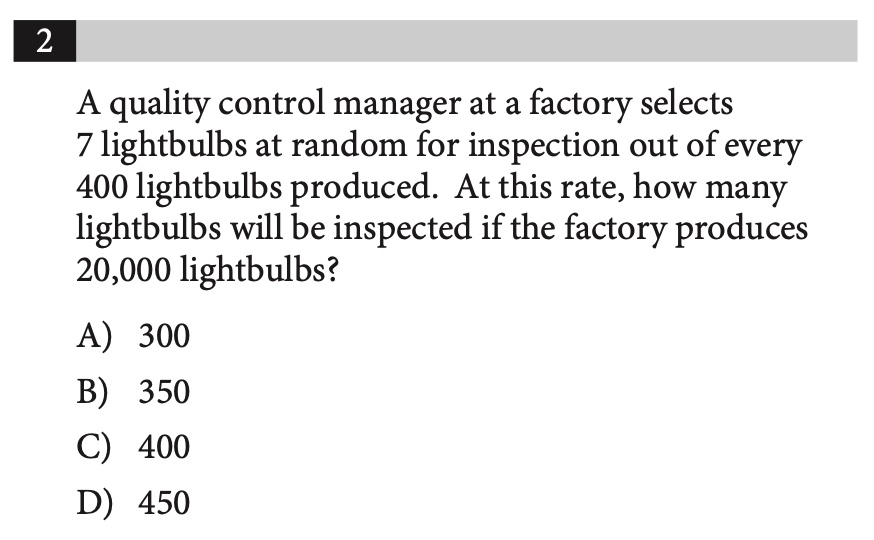 2
A quality control manager at a factory selects
7 lightbulbs at random for inspection out of every
400 lightbulbs produced. At this rate, how many
lightbulbs will be inspected if the factory produces
20,000 lightbulbs?
A) 300
B) 350
C) 400
D) 450